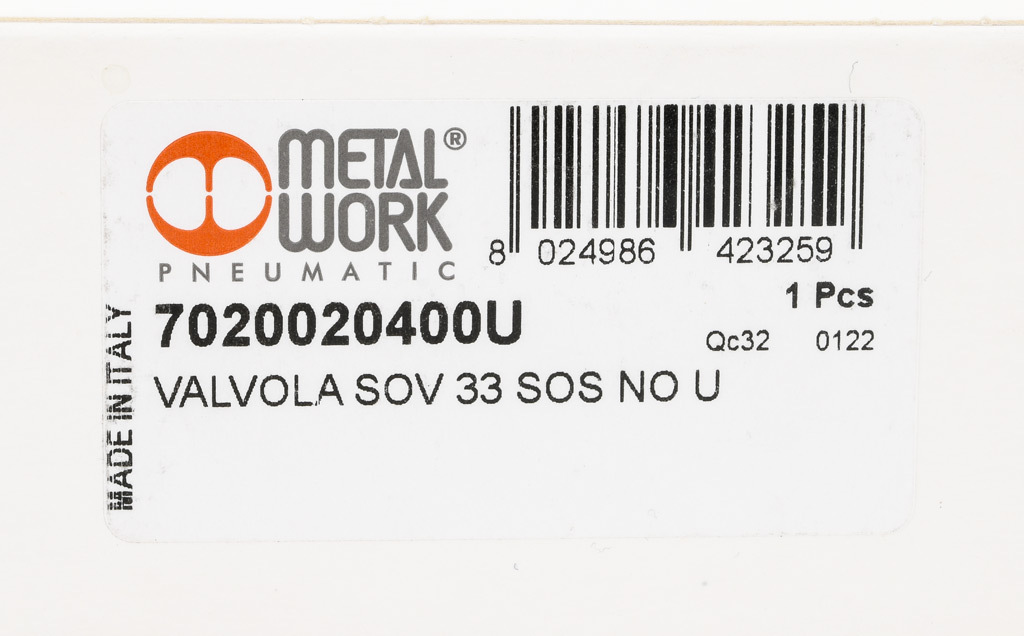 METAL®
WORK
PNEUMATIC
8 024986 423259
7020020400U
1 Pcs
Qc32 0122
VALVOLA SOV 33 SOS NO U
MADE IN ITALY